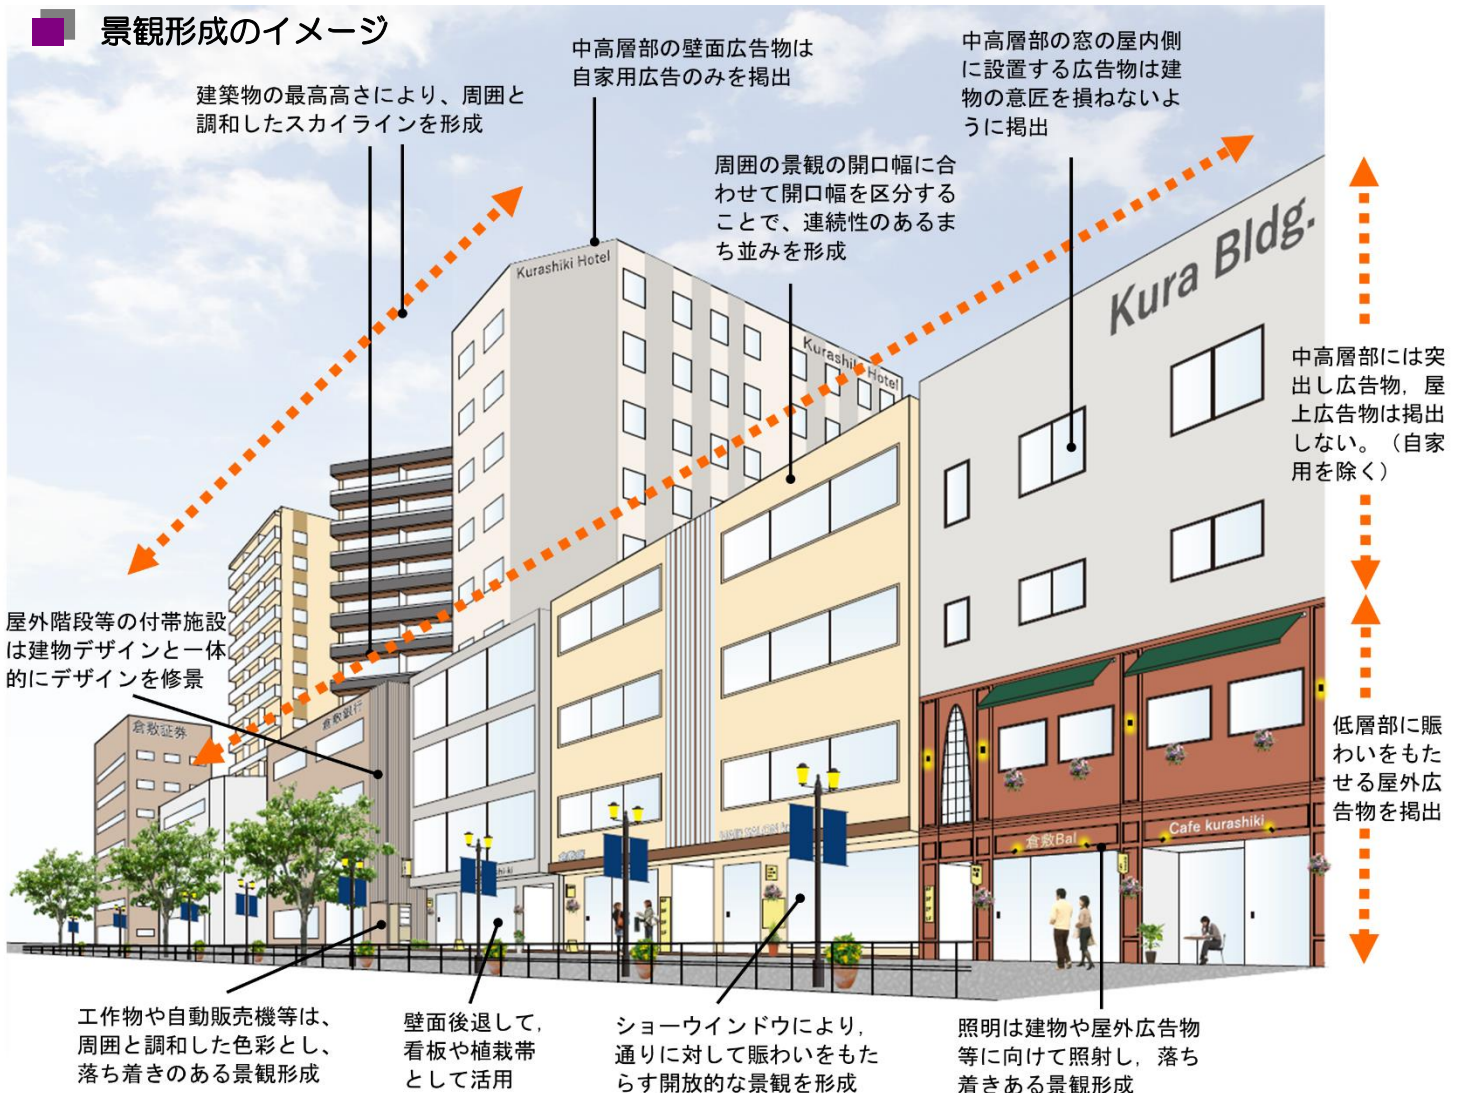 景観形成のイメージ
建築物の最高高さにより、周囲と
調和したスカイラインを形成
中高層部の壁面広告物は
自家用広告のみを掲出
中高層部の窓の屋内側
に設置する広告物は建
物の意匠を損ねないよ
うに掲出
周囲の景観の開口幅に合
わせて開口幅を区分する
ことで、連続性のあるま
ち並みを形成
Kurashiki Hotel
Kurashiki Hotel
Kura Bldg.
中高層部には突
出し広告物，屋
上広告物は掲出
しない。（自家
用を除く）
屋外階段等の付帯施設
は建物デザインと一体
的にデザインを修景
倉敷証券
倉敷銀行
低層部に賑
わいをもた
せる屋外広
告物を掲出
倉敷Bal
Cafe kurashiki
工作物や自動販売機等は、
周囲と調和した色彩とし、
落ち着きのある景観形成
壁面後退して，
看板や植栽帯
として活用
ショーウインドウにより，
通りに対して賑わいをもた
らす開放的な景観を形成
照明は建物や屋外広告物
等に向けて照射し，落ち
着きある景観形成